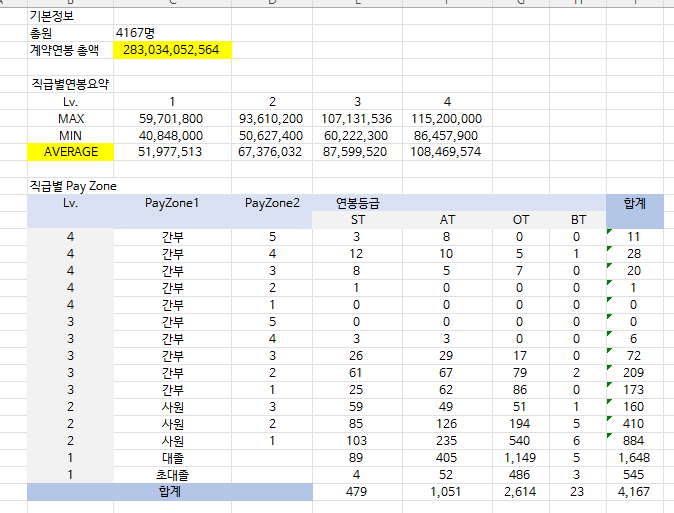 기본정보
총원 4167명
계약연봉 총액 283,034,052,564
직급별연봉요약
Lv. 1 2 3 4
MAX 59,701,800 93,610,200 107,131,536 115,200,000
MIN 40,848,000 50,627,400 60,222,300 86,457,900
AVERAGE 51,977,513 67,376,032 87,599,520 108,469,574
직급별 Pay Zone
Lv. PayZone1 PayZone2 연봉등급 합계
ST AT OT BT
4 간부 5 3 8 0 0 11
4 간부 4 12 10 5 1 28
4 간부 3 8 5 7 0 20
4 간부 2 1 0 0 0 1
4 간부 1 0 0 0 0 0
3 간부 5 0 0 0 0 0
3 간부 4 3 3 0 0 6
3 간부 3 26 29 17 0 72
3 간부 2 61 67 79 2 209
3 간부 1 25 62 86 0 173
2 사원 3 59 49 51 1 160
2 사원 2 85 126 194 5 410
2 사원 1 103 235 540 6 884
1 대졸 89 405 1,149 5 1,648
1 초대졸 4 52 486 3 545
합계 479 1,051 2,614 23 4,167